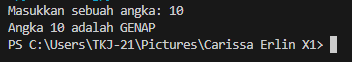 Masukkan sebuah angka: 10
Angka 10 adalah GENAP
PS C:\Users\TKJ-21\Pictures\Carissa Erlin X1>